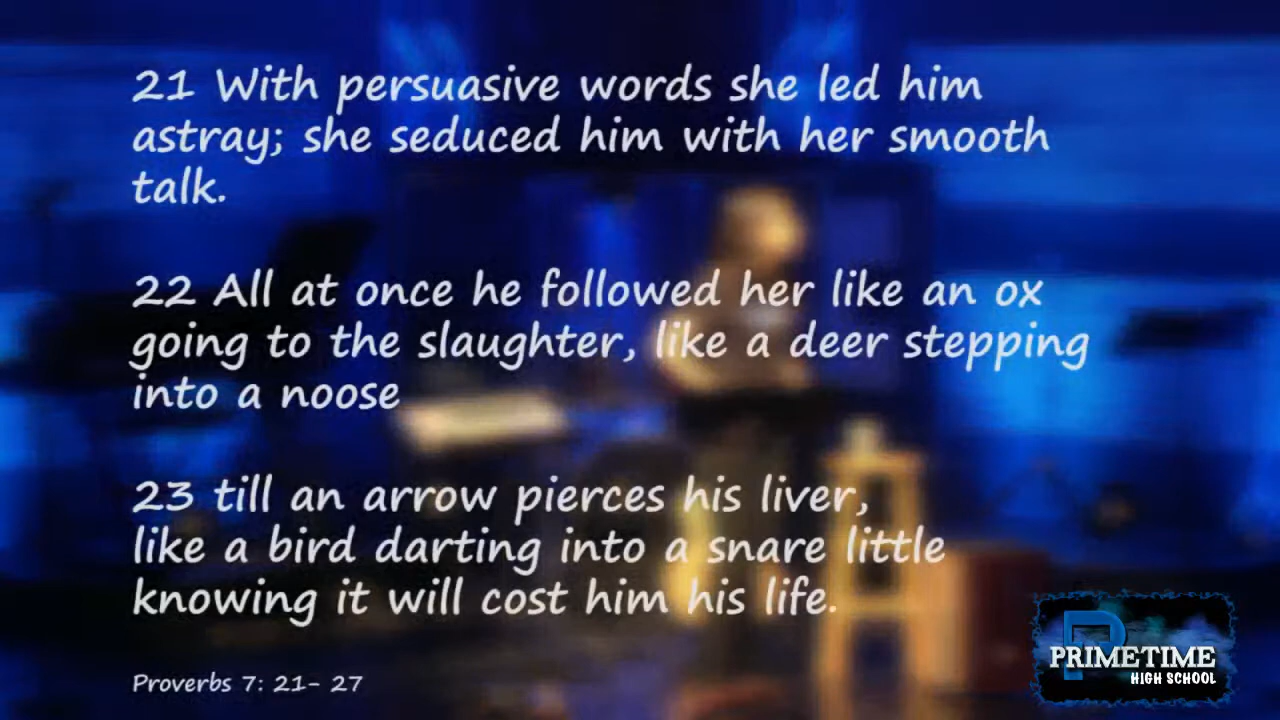 21 With persuasive words she led him
astray; she seduced him with her smooth
talk.
22 All at once he followed her like an ox
going to the slaughter, like a deer stepping
into a noose
23 till an arrow pierces his liver,
like a bird darting into a snare little
knowing it will cost him his life.
Proverbs 7: 21- 27
P
PRIMETIME
HIGH SCHOOL